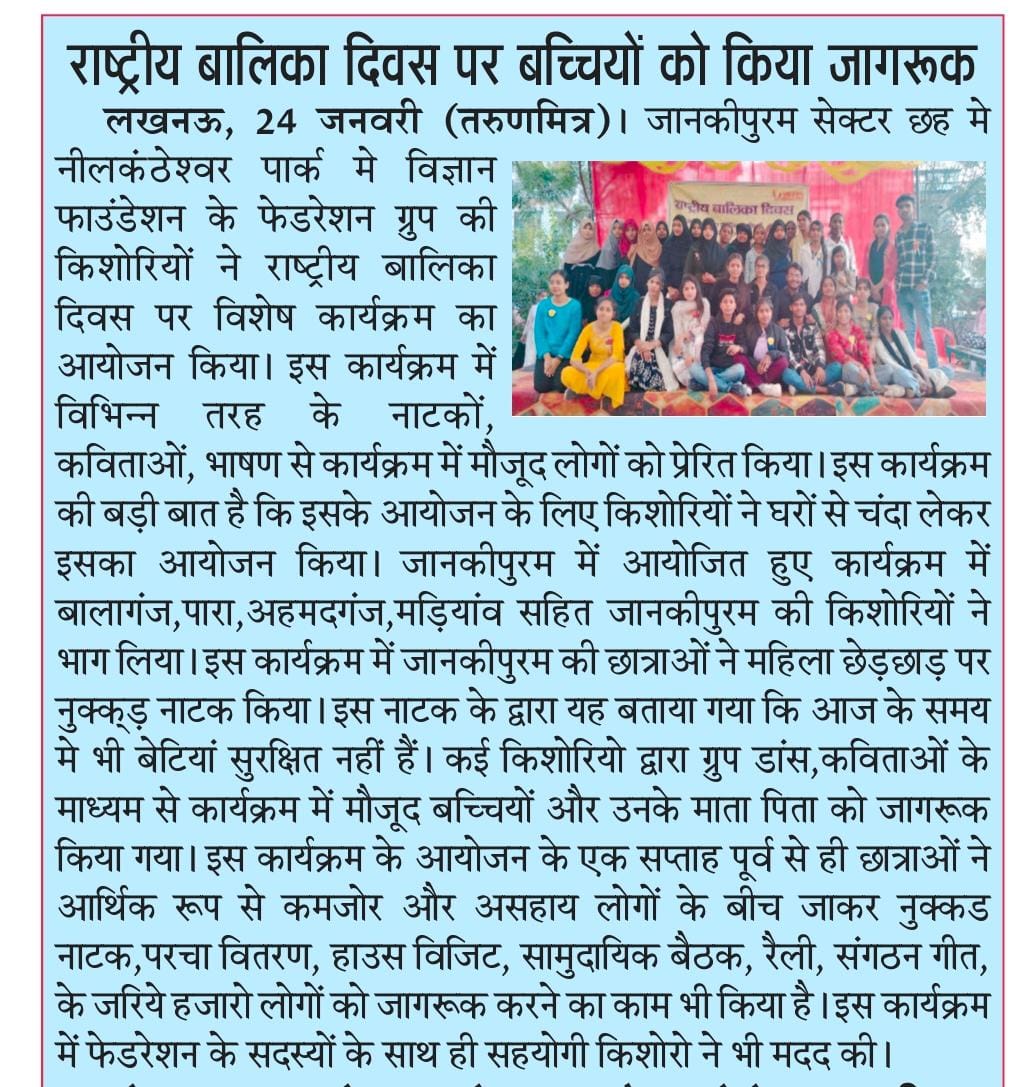 राष्ट्रीय बालिका दिवस पर बच्चियों को किया जागरूक
लखनऊ, 24 जनवरी (तरुणमित्र)। जानकीपुरम सेक्टर छह मे
नीलकंठेश्वर पार्क मे विज्ञान
फाउंडेशन के फेडरेशन ग्रुप की
किशोरियों ने राष्ट्रीय बालिका
दिवस पर विशेष कार्यक्रम का
आयोजन किया। इस कार्यक्रम में
विभिन्न तरह के नाटकों,
राष्ट्रीय बालिका दिवस
कविताओं, भाषण से कार्यक्रम में मौजूद लोगों को प्रेरित किया। इस कार्यक्रम
की बड़ी बात है कि इसके आयोजन के लिए किशोरियों ने घरों से चंदा लेकर
इसका आयोजन किया। जानकीपुरम में आयोजित हुए कार्यक्रम में
बालागंज,पारा,अहमदगंज,मड़ियांव सहित जानकीपुरम की किशोरियों ने
भाग लिया। इस कार्यक्रम में जानकीपुरम की छात्राओं ने महिला छेड़छाड़ पर
नुक्क्ड़ नाटक किया। इस नाटक के द्वारा यह बताया गया कि आज के समय
मे भी बेटियां सुरक्षित नहीं हैं। कई किशोरियो द्वारा ग्रुप डांस,कविताओं के
माध्यम से कार्यक्रम में मौजूद बच्चियों और उनके माता पिता को जागरूक
किया गया। इस कार्यक्रम के आयोजन के एक सप्ताह पूर्व से ही छात्राओं ने
आर्थिक रूप से कमजोर और असहाय लोगों के बीच जाकर नुक्कड
नाटक,परचा वितरण, हाउस विजिट, सामुदायिक बैठक, रैली, संगठन गीत,
के जरिये हजारो लोगों को जागरूक करने का काम भी किया है। इस कार्यक्रम
में फेडरेशन के सदस्यों के साथ ही सहयोगी किशोरो ने भी मदद की।